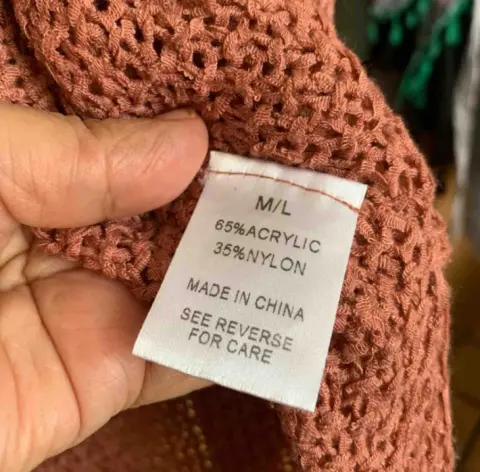 M/L
65%ACRYLIC
35%NYLON
MADE IN CHINA
SEE REVERSE
FOR CARE